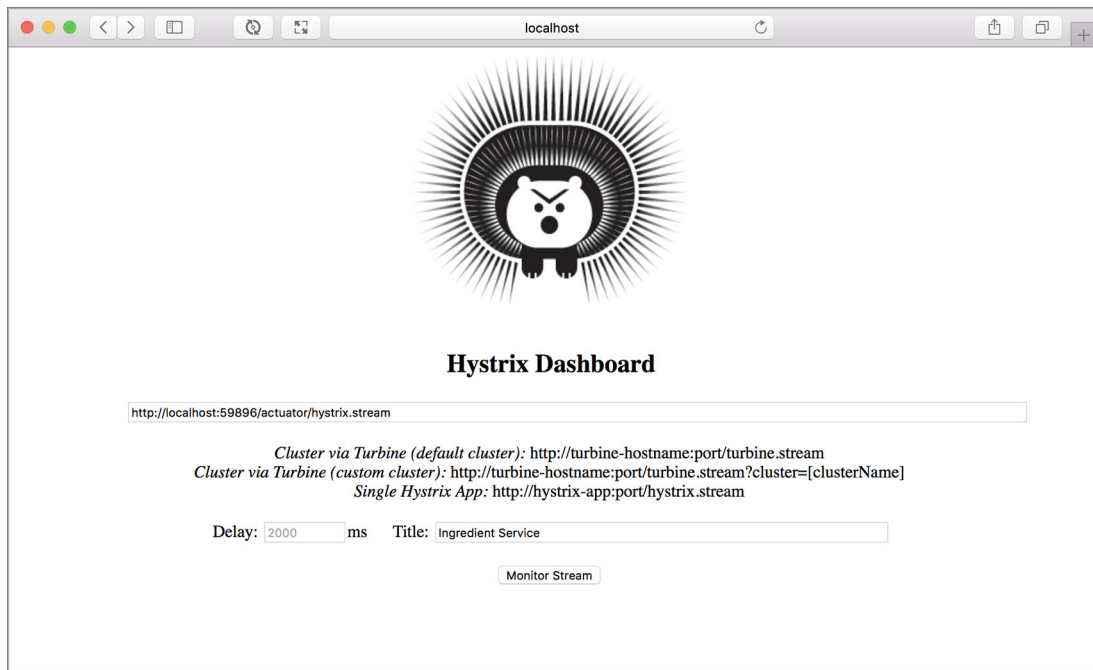 localhost
Hystrix Dashboard
http://localhost:59896/actuator/hystrix.stream
Cluster via Turbine (default cluster): http://turbine-hostname:port/turbine.stream
Cluster via Turbine (custom cluster): http://turbine-hostname:port/turbine.stream?cluster=[clusterName]
Single Hystrix App: http://hystrix-app:port/hystrix.stream
Delay: 2000 ms Title: Ingredient Service
Monitor Stream